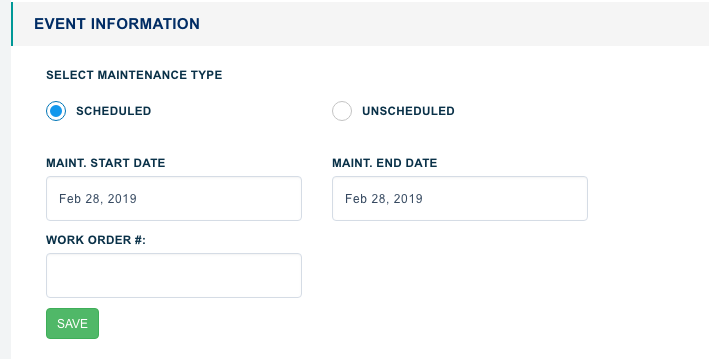 EVENT INFORMATION
SELECT MAINTENANCE TYPE
SCHEDULED UNSCHEDULED
MAINT. START DATE MAINT. END DATE
Feb 28, 2019 Feb 28, 2019
WORK ORDER #:
SAVE